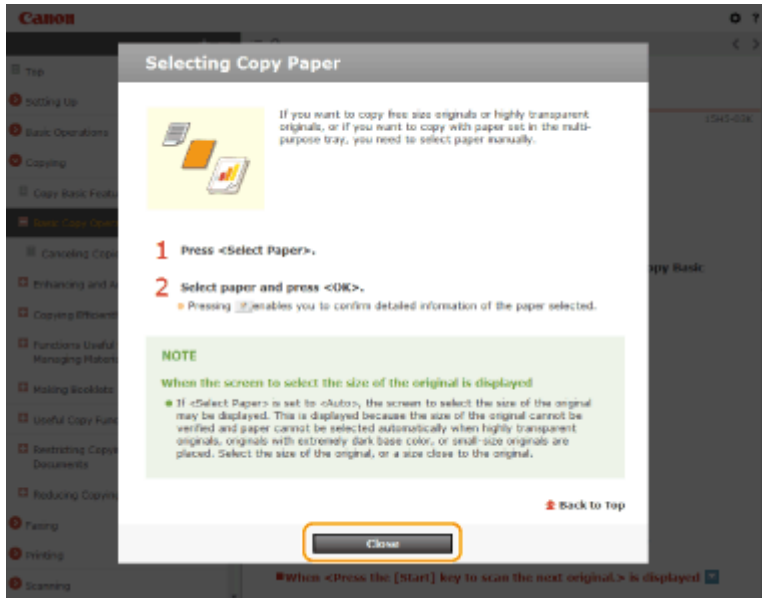 Canon
?
< >
Selecting Copy Paper
Top
Setting Up
Basic Operations
Copying
Copy Basic Featu
Basic Copy Oper
Canceling Copie
Enhancing and A
Copying Efficient
Functions Useful
Managing Materi
Making Booklets
Useful Copy Func
Restricting Copyi
Documents
Reducing Copyin
Faxing
Printing
Scanning
If you want to copy free size originals or highly transparent
originals, or if you want to copy with paper set in the multi-
purpose tray, you need to select paper manually.
1 Press <Select Paper>.
2 Select paper and press <OK>.
Pressing enables you to confirm detailed information of the paper selected.
NOTE
When the screen to select the size of the original is displayed
If <Select Paper> is set to <Auto>, the screen to select the size of the original
may be displayed. This is displayed because the size of the original cannot be
verified and paper cannot be selected automatically when highly transparent
originals, originals with extremely dark base color, or small-size originals are
placed. Select the size of the original, or a size close to the original.
Back to Top
Close
opy Basic
When <Press the [Start] key to scan the next original.> is displayed